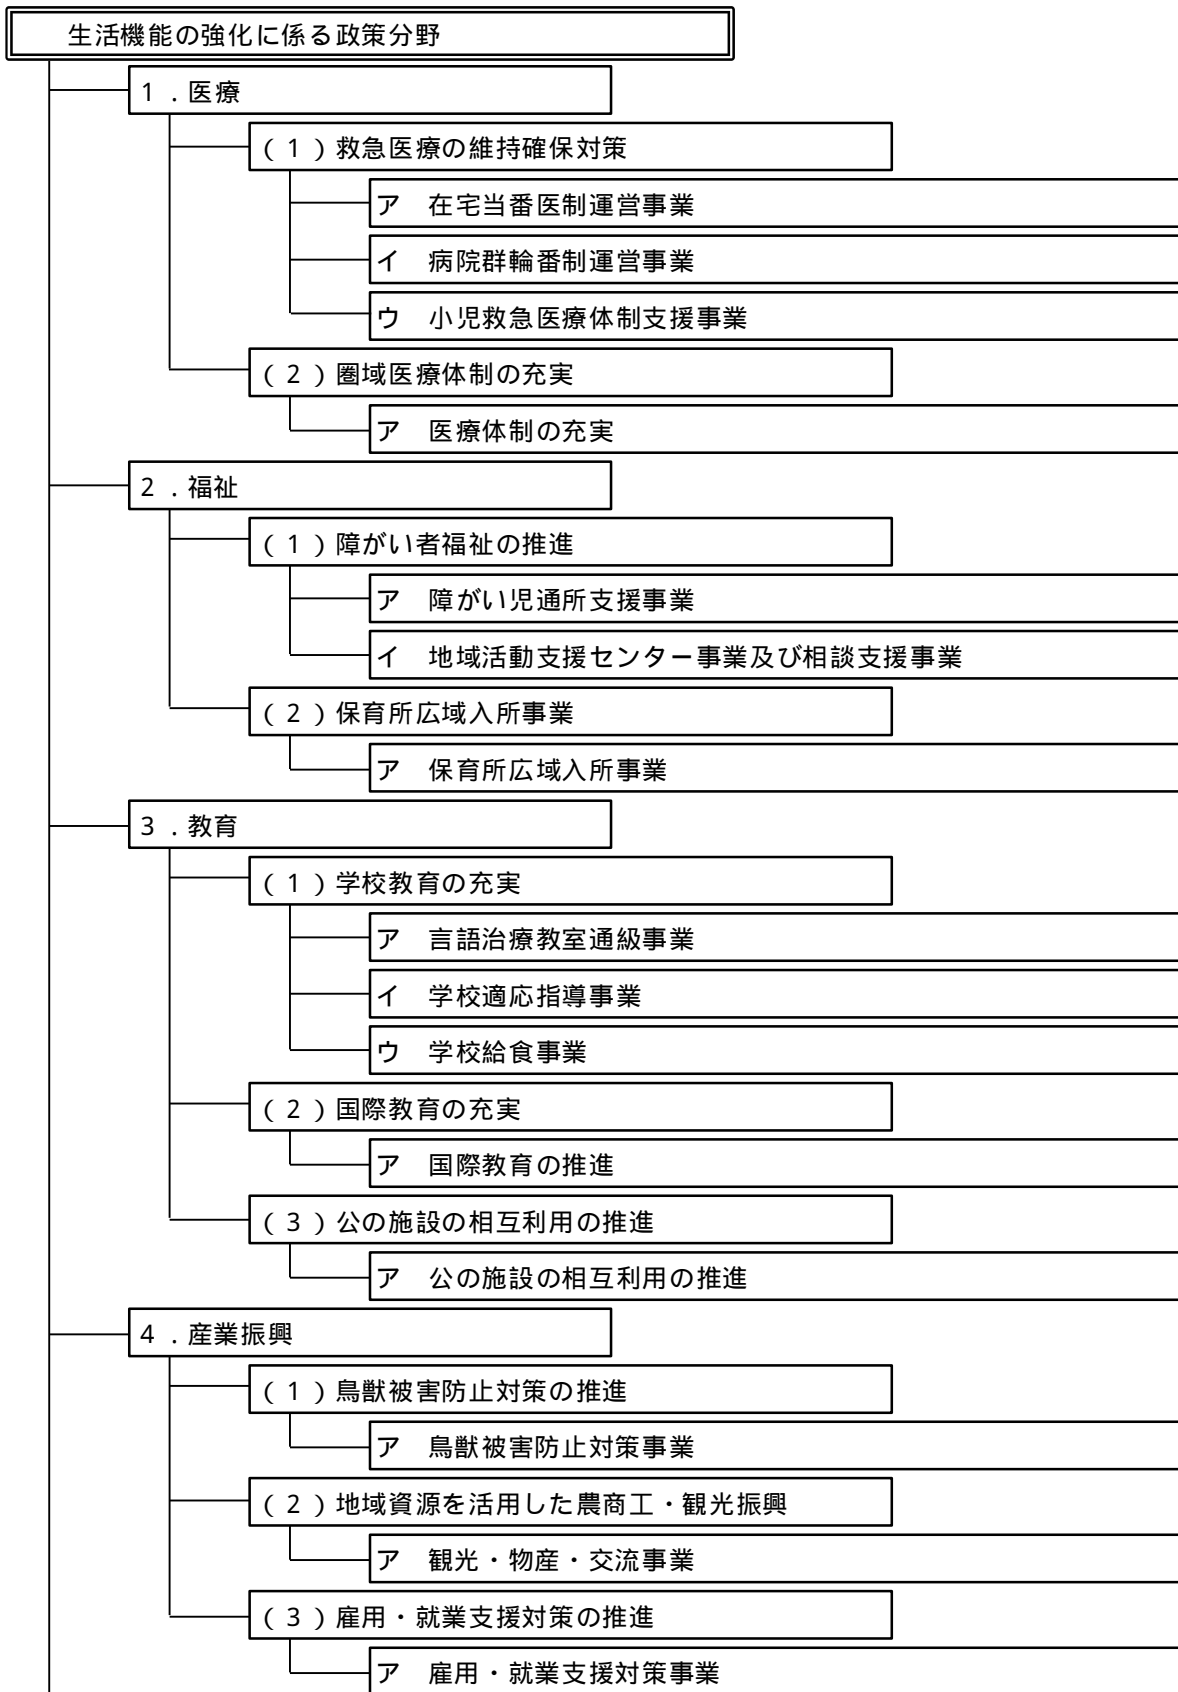 生活機能の強化に係る政策分野
1．医療
(1)救急医療の維持確保対策
ア　在宅当番医制運営事業
イ　病院群輪番制運営事業
ウ　小児救急医療体制支援事業
(2)圏域医療体制の充実
ア　医療体制の充実
2．福祉
(1)障がい者福祉の推進
ア　障がい児通所支援事業
イ　地域活動支援センター事業及び相談支援事業
(2)保育所広域入所事業
ア　保育所広域入所事業
3．教育
(1)学校教育の充実
ア　言語治療教室通級事業
イ　学校適応指導事業
ウ　学校給食事業
(2)国際教育の充実
ア　国際教育の推進
(3)公の施設の相互利用の推進
ア　公の施設の相互利用の推進
4．産業振興
(1)鳥獣被害防止対策の推進
ア　鳥獣被害防止対策事業
(2)地域資源を活用した農商工・観光振興
ア　観光・物産・交流事業
(3)雇用・就業支援対策の推進
ア　雇用・就業支援対策事業